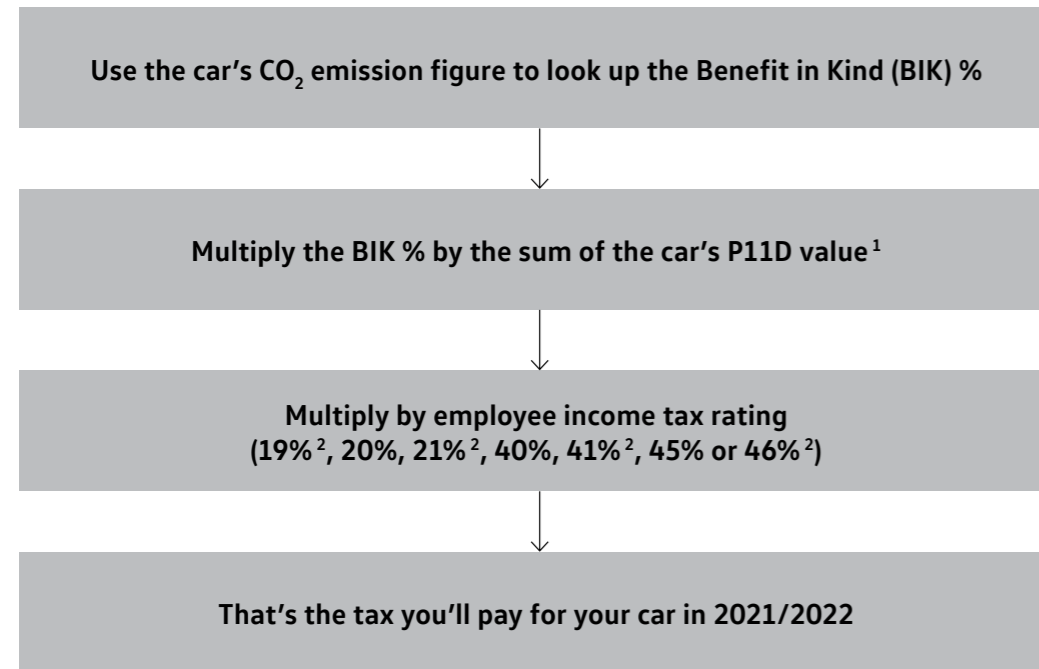 Use the car's CO₂ emission figure to look up the Benefit in Kind (BIK) %
Multiply the BIK % by the sum of the car's P11D value ¹
Multiply by employee income tax rating
(19% ², 20%, 21% ², 40%, 41% ², 45% or 46% ²)
That's the tax you'll pay for your car in 2021/2022